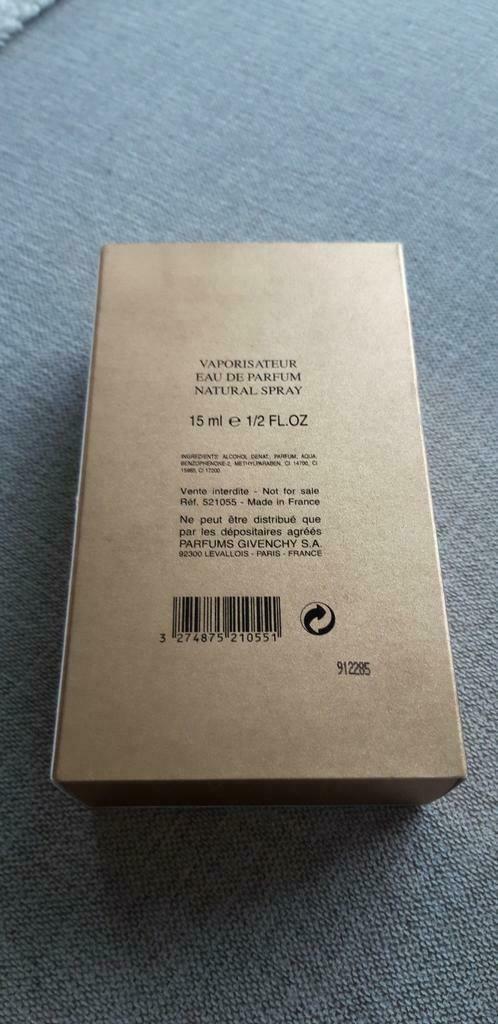 VAPORISATEUR
EAU DE PARFUM
NATURAL SPRAY
15 ml ℮ 1/2 FL.OZ
INGREDIENTS: ALCOHOL DENAT., PARFUM, AQUA,
BENZOPHENONE-2, METHYLPARABEN, CI 14700, CI
15985, CI 17200.
Vente interdite - Not for sale
Réf. 521055 - Made in France
Ne peut être distribué que
par les dépositaires agréés
PARFUMS GIVENCHY S.A.
92300 LEVALLOIS - PARIS - FRANCE
3 274875 210551
912285